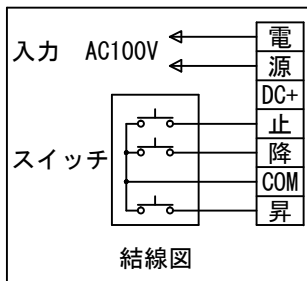 入力 AC100V
電
源
DC+
止
スイッチ
降
COM
昇
結線図